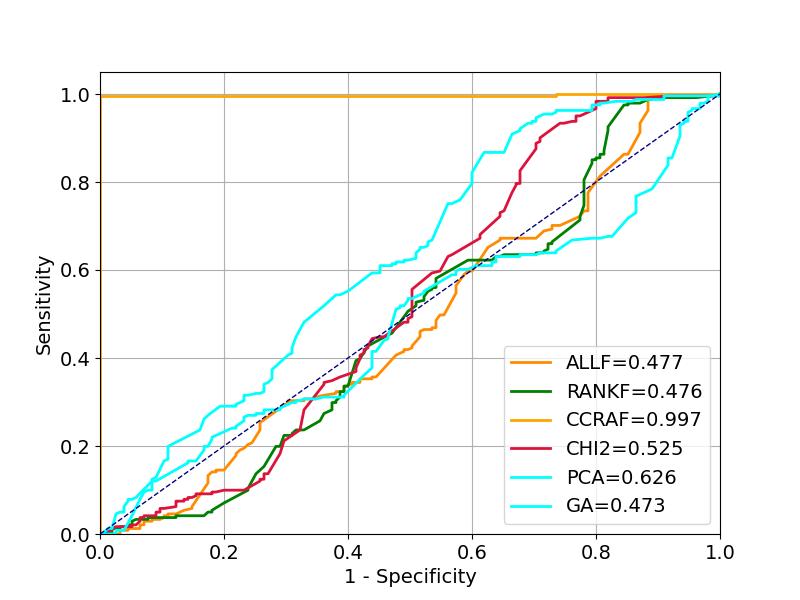 1.0
0.8
0.6
0.4
0.2
0.0
Sensitivity
ALLF=0.477
RANKF=0.476
CCRAF=0.997
CHI2=0.525
PCA=0.626
GA=0.473
0.0 0.2 0.4 0.6 0.8 1.0
1 - Specificity